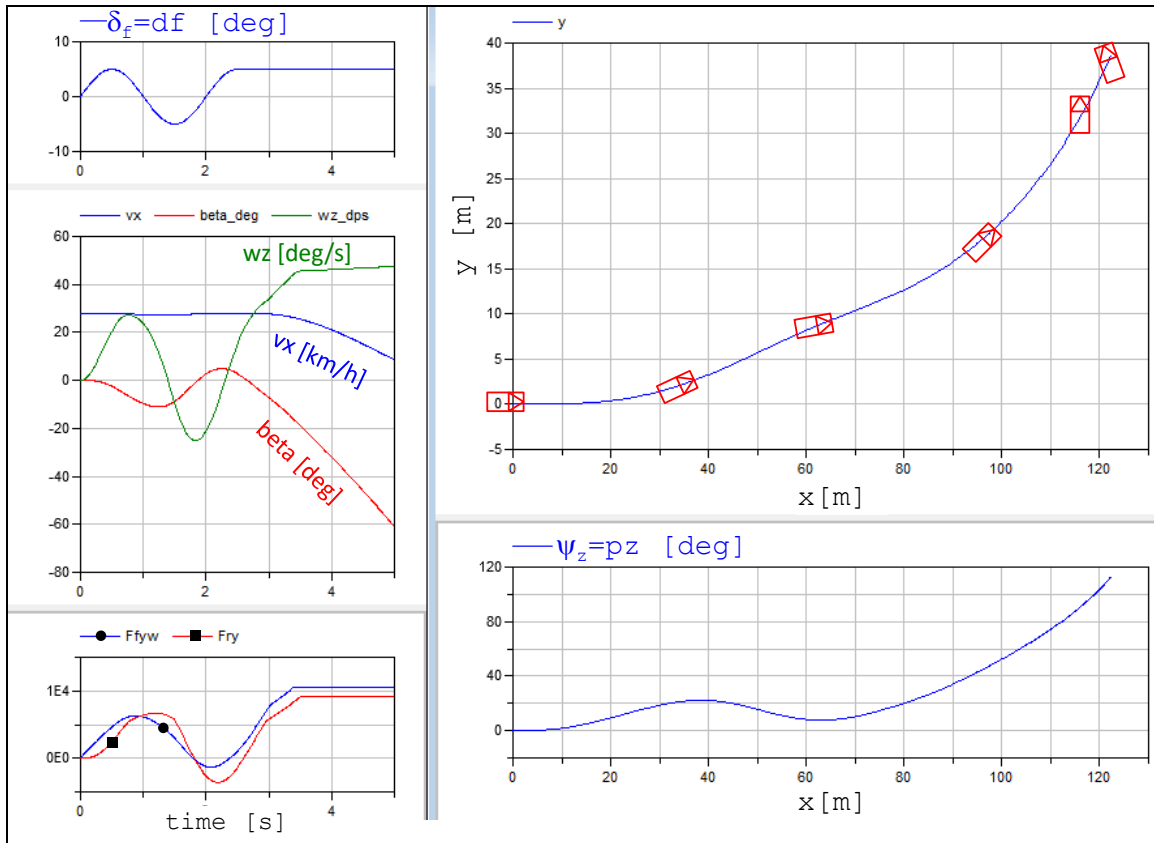 δf=df [deg]
10
0
-10
0 2 4
vx beta_deg wz_dps
60
40
20
0
-20
-40
-60
-80
wz [deg/s]
vx [km/h]
beta [deg]
0 2 4
Ffyw Fry
1E4
0E0
0 2 4
time [s]
y
40
35
30
25
20
15
10
5
0
-5
y [m]
0 20 40 60 80 100 120
x[m]
ψz=pz [deg]
120
80
40
0
0 20 40 60 80 100 120
x[m]